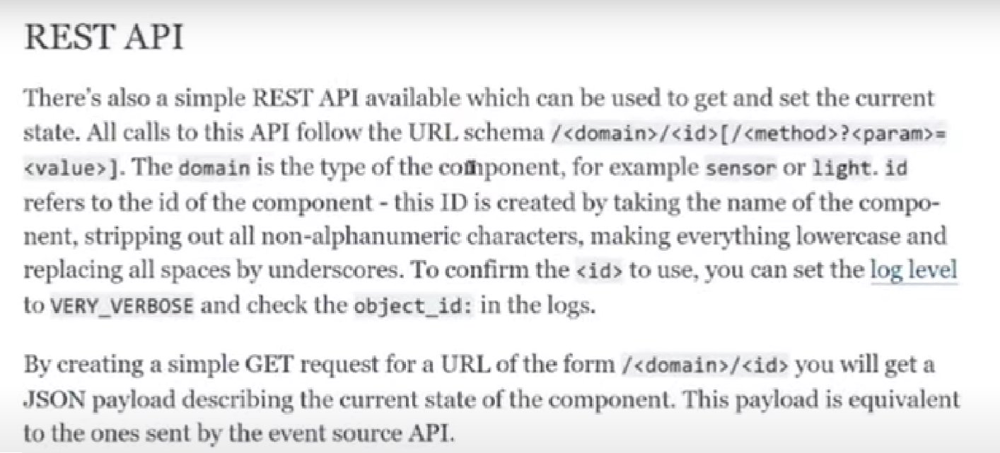 REST API
There's also a simple REST API available which can be used to get and set the current
state. All calls to this API follow the URL schema /<domain>/<id>[/<method>?<param>=
<value>]. The domain is the type of the component, for example sensor or light. id
refers to the id of the component - this ID is created by taking the name of the compo-
nent, stripping out all non-alphanumeric characters, making everything lowercase and
replacing all spaces by underscores. To confirm the <id> to use, you can set the log level
to VERY_VERBOSE and check the object_id: in the logs.
By creating a simple GET request for a URL of the form /<domain>/<id> you will get a
JSON payload describing the current state of the component. This payload is equivalent
to the ones sent by the event source API.